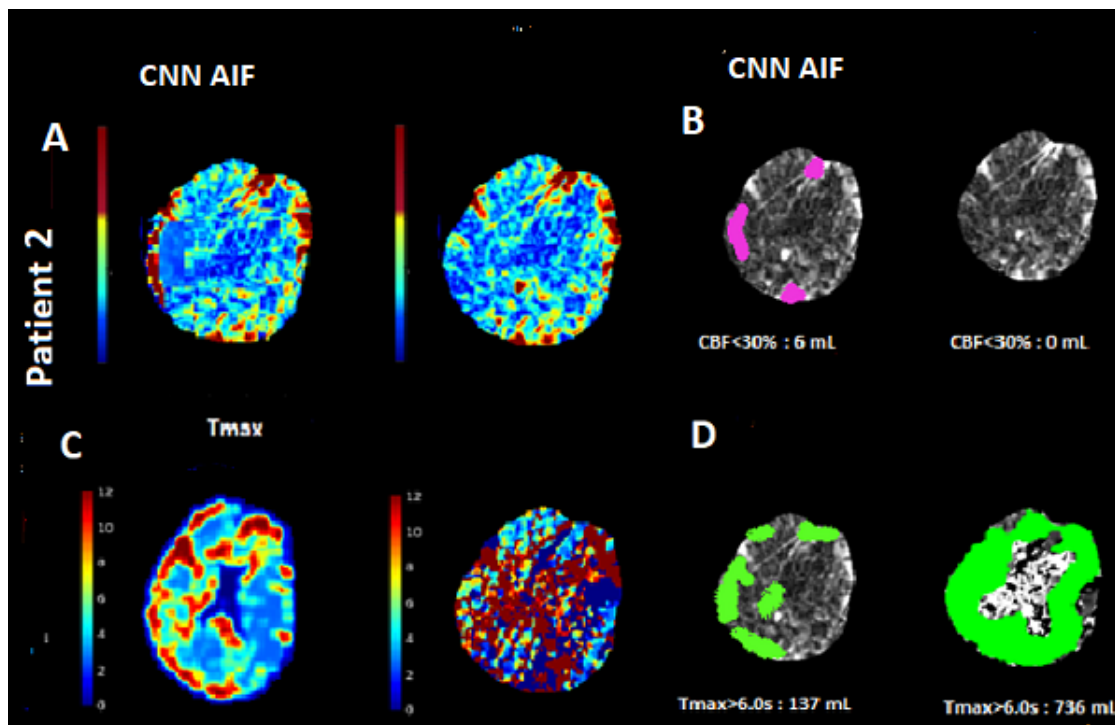 CNN AIF
CNN AIF
A
B
Patient 2
CBF<30% : 6 mL
CBF<30% : 0 mL
Tmax
C
D
12
10
8
6
4
2
0
12
10
8
6
4
2
0
Tmax>6.0s : 137 mL
Tmax>6.0s : 736 mL